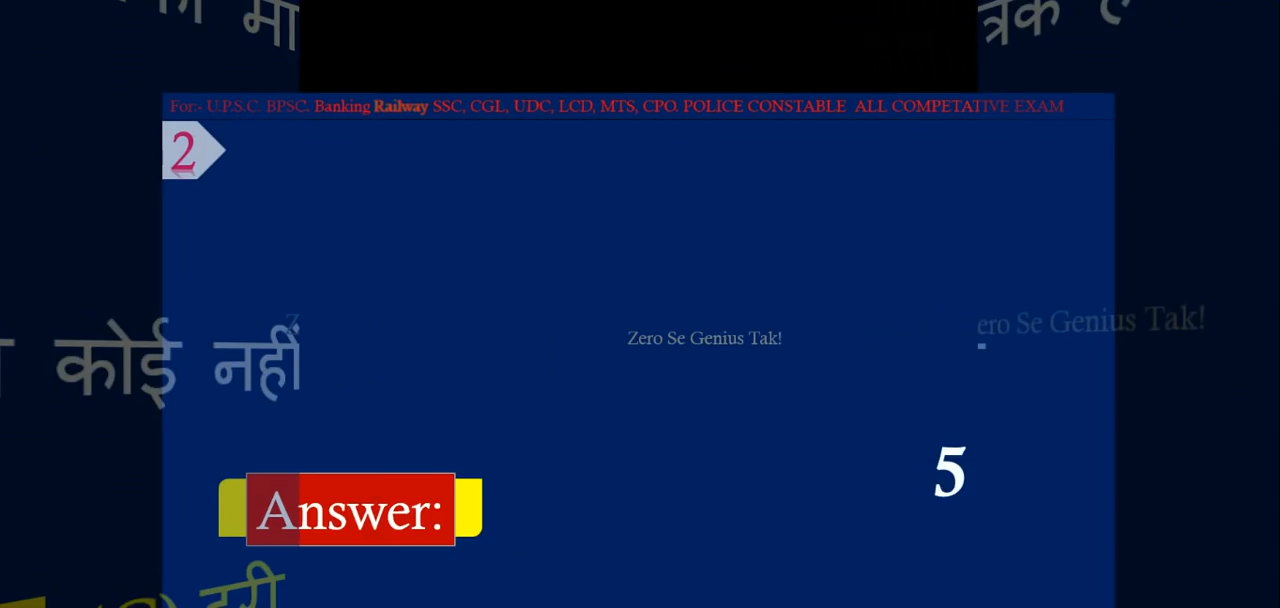 मा
For:- U.P.S.C. BPSC. Banking Railway SSC, CGL, UDC, LCD, MTS, CPO. POLICE CONSTABLE ALL COMPETATIVE EXAM
2
कोई नहीं
Zero Se Genius Tak!
ero Se Genius Tak!
5
Answer: